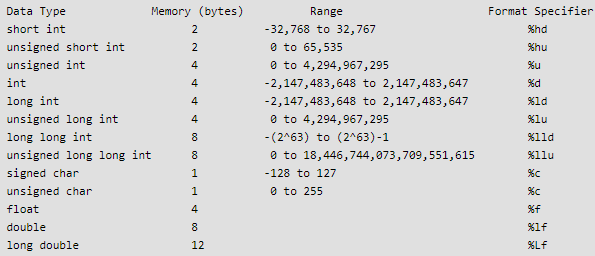 Data Type Memory (bytes) Range Format Specifier
short int 2 -32,768 to 32,767 %hd
unsigned short int 2 0 to 65,535 %hu
unsigned int 4 0 to 4,294,967,295 %u
int 4 -2,147,483,648 to 2,147,483,647 %d
long int 4 -2,147,483,648 to 2,147,483,647 %ld
unsigned long int 4 0 to 4,294,967,295 %lu
long long int 8 -(2^63) to (2^63)-1 %lld
unsigned long long int 8 0 to 18,446,744,073,709,551,615 %llu
signed char 1 -128 to 127 %c
unsigned char 1 0 to 255 %c
float 4 %f
double 8 %lf
long double 12 %Lf